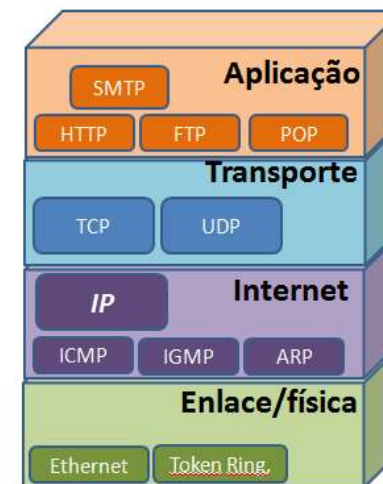 Aplicação
SMTP
HTTP FTP POP
Transporte
TCP UDP
Internet
IP
ICMP IGMP ARP
Enlace/física
Ethernet Token Ring,